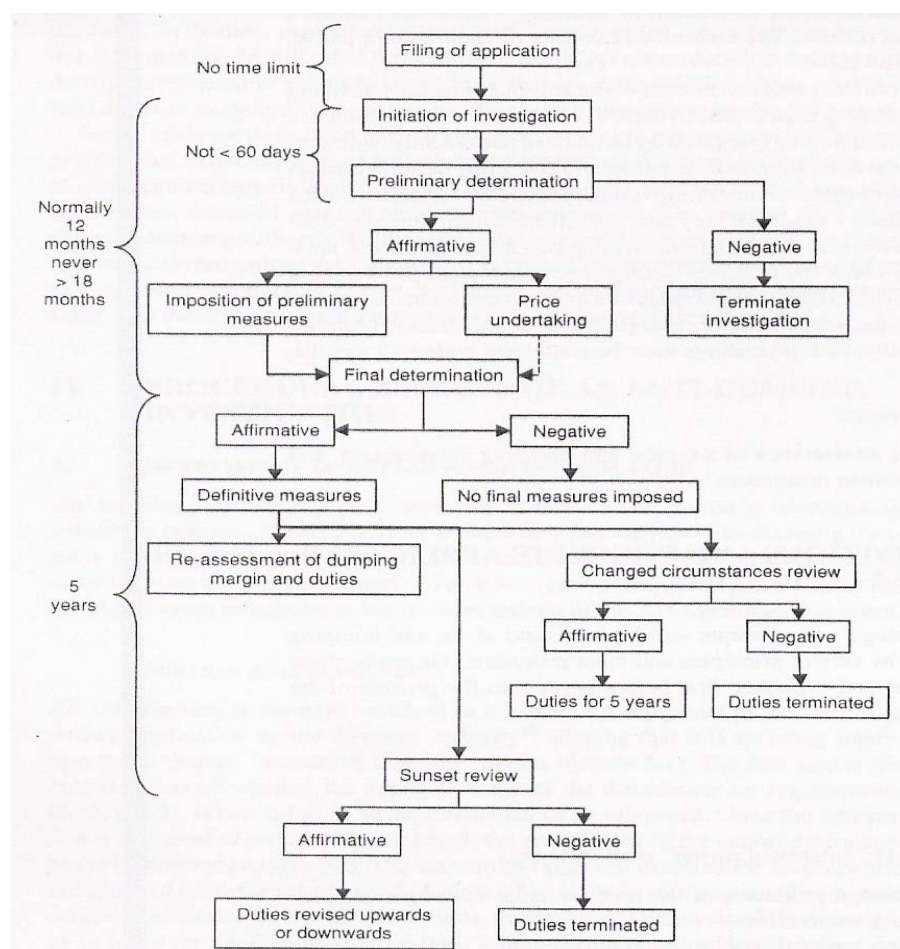 Filing of application
No time limit
Initiation of investigation
Not < 60 days
Preliminary determination
Normally
12
months
never
> 18
months
Affirmative
Negative
Imposition of preliminary
measures
Price
undertaking
Terminate
investigation
Final determination
Affirmative
Negative
Definitive measures
No final measures imposed
Re-assessment of dumping
margin and duties
Changed circumstances review
5
years
Affirmative
Negative
Duties for 5 years
Duties terminated
Sunset review
Affirmative
Negative
Duties revised upwards
or downwards
Duties terminated